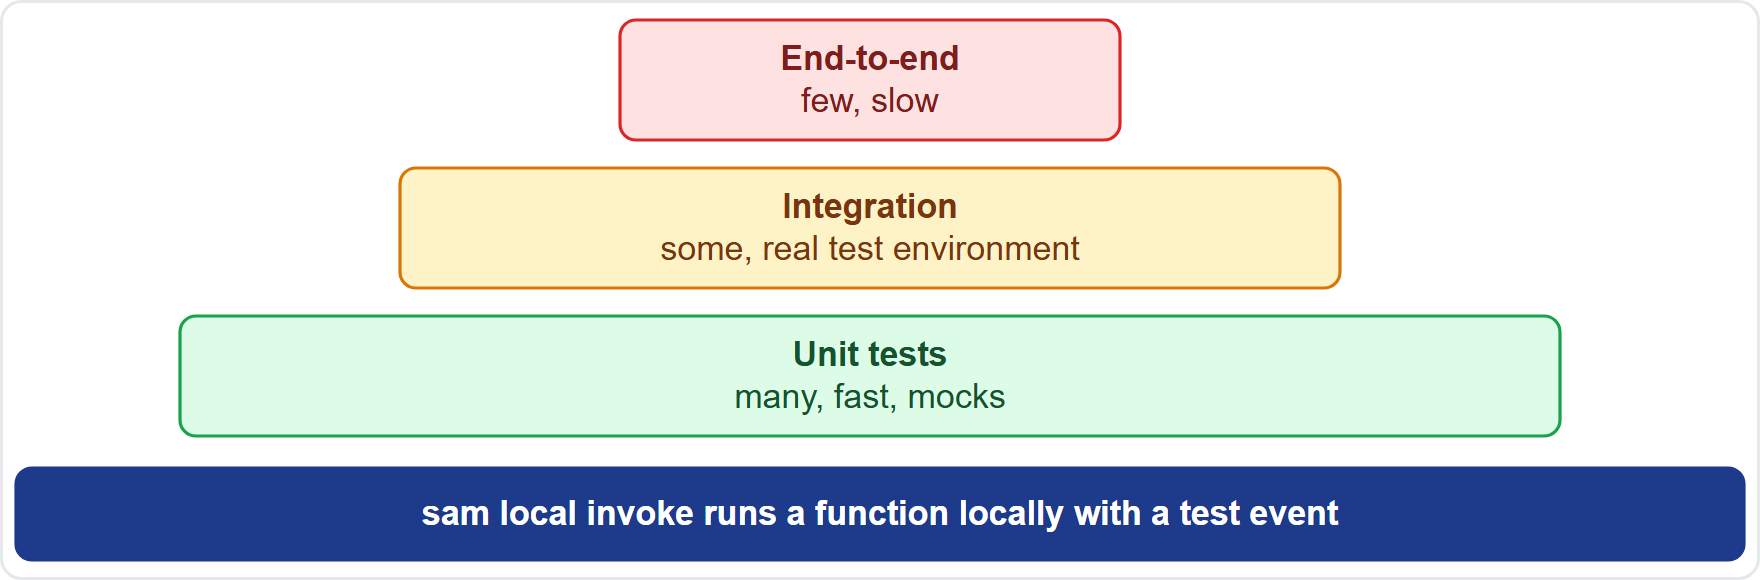 End-to-end
few, slow
Integration
some, real test environment
Unit tests
many, fast, mocks
sam local invoke runs a function locally with a test event